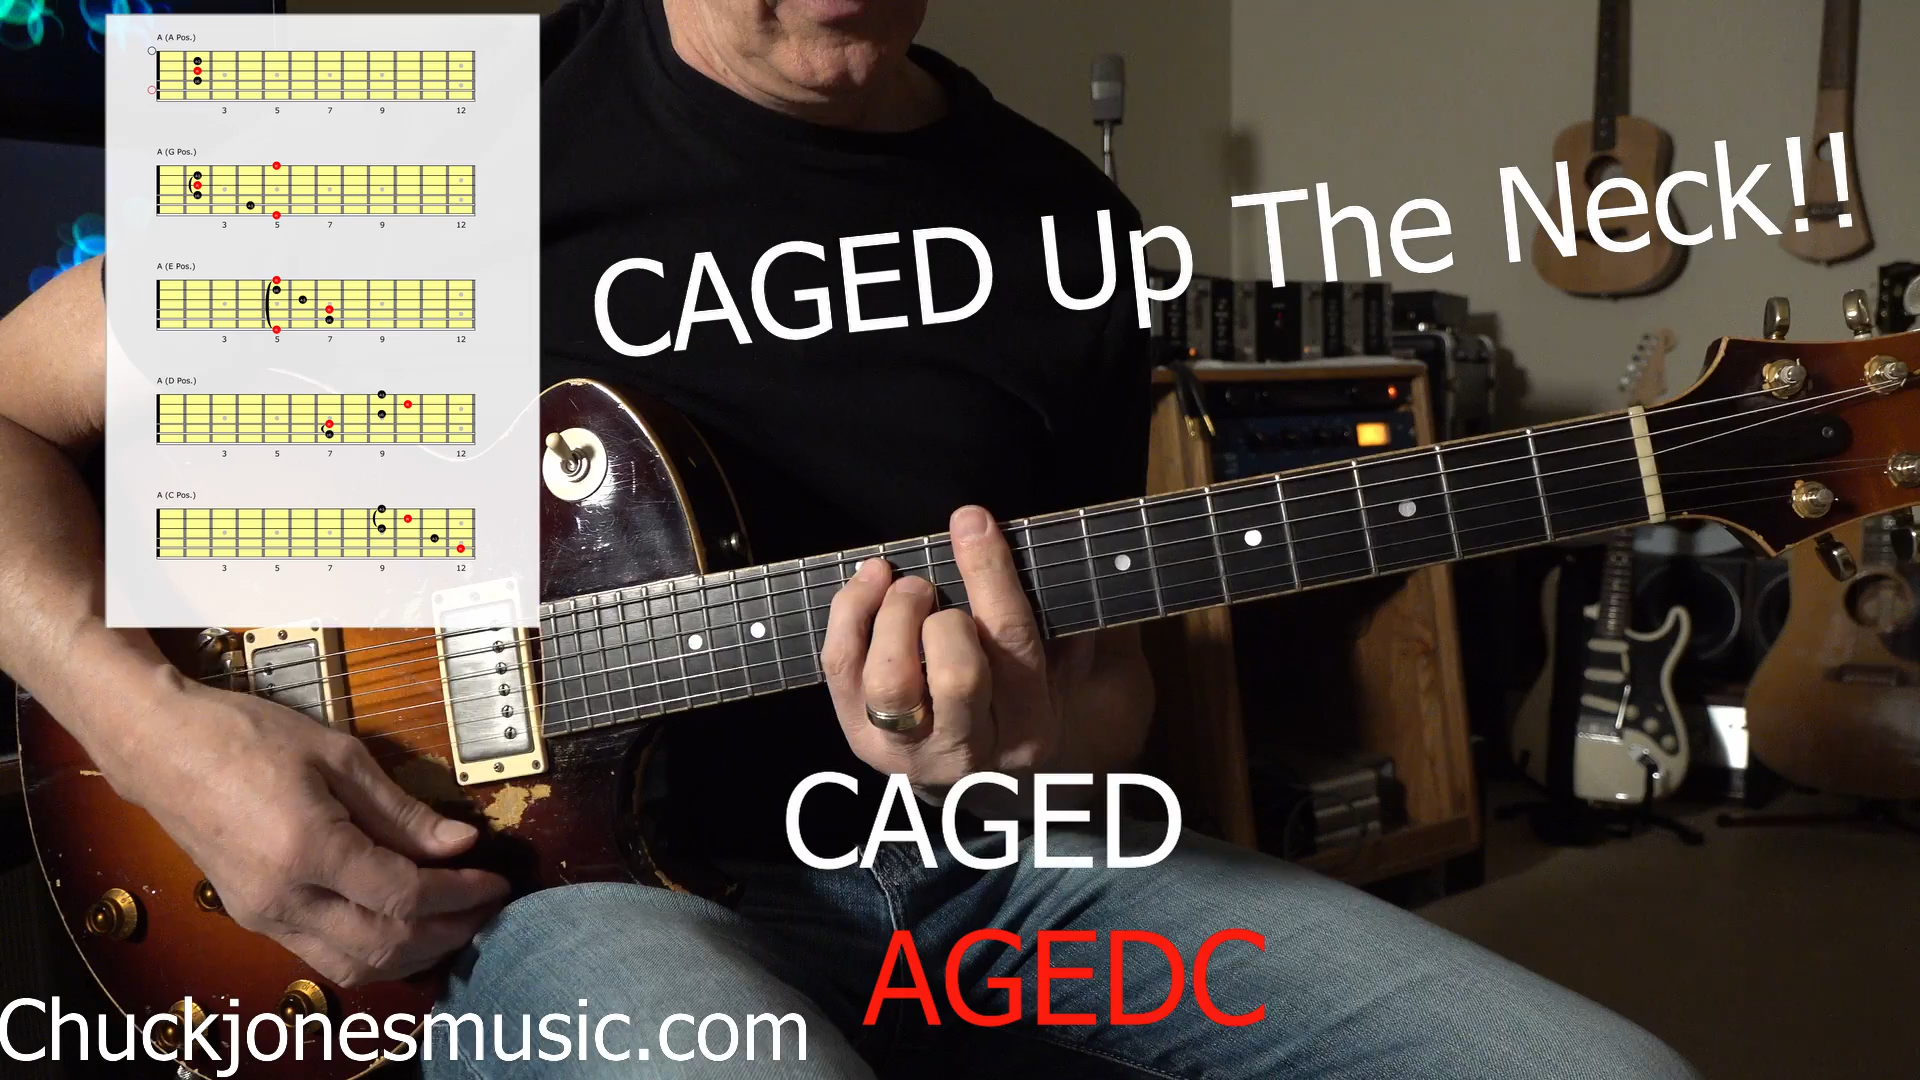 A (A Pos.)
3 5 7 9 12
A (G Pos.)
3 5 7 9 12
A (E Pos.)
3 5 7 9 12
A (D Pos.)
3 5 7 9 12
A (C Pos.)
3 5 7 9 12
CAGED Up The Neck!!
CAGED
AGEDC
Chuckjonesmusic.com